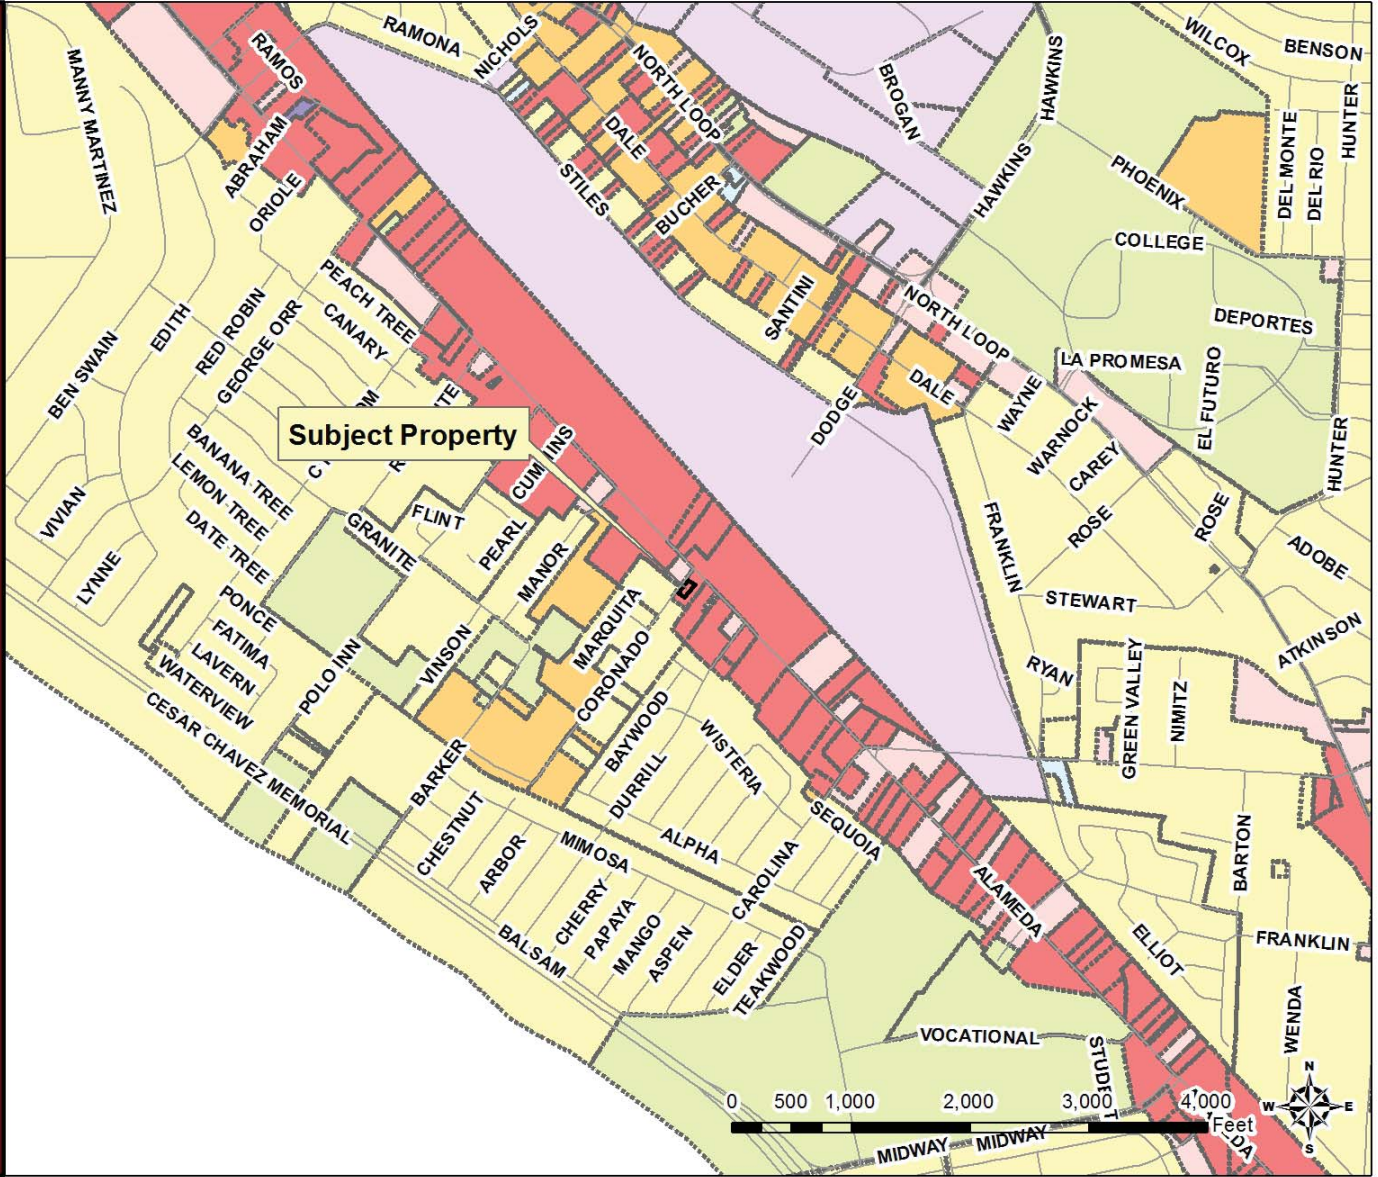 RAMONA
NICHOLS
WILCOX
BENSON
RAMOS
NORTH LOOP
BROGAN
HAWKINS
HUNTER
MANNY MARTINEZ
DALE
DEL MONTE
DEL RIO
ABRAHAM
STILES
PHOENIX
HAWKINS
ORIOLE
BUCHER
COLLEGE
PEACH TREE
SANTINI
NORTH LOOP
DEPORTES
EDITH
RED ROBIN
CANARY
GEORGE ORR
LA PROMESA
BEN SWAIN
DALE
WAYNE
EL FUTURO
DODGE
WARNOCK
Subject Property
CUMMINS
CAREY
HUNTER
BANANA TREE
LEMON TREE
VIVIAN
DATE TREE
GRANITE
FLINT
PEARL
FRANKLIN
ROSE
ROSE
ADOBE
LYNNE
MANOR
PONCE
MARQUITA
STEWART
FATIMA
VINSON
CORONADO
ATKINSON
LAVERN
POLO INN
RYAN
GREEN VALLEY
WATERVIEW
NIMITZ
CESAR CHAVEZ MEMORIAL
BAYWOOD
WISTERIA
BARKER
DURRILL
CHESTNUT
SEQUOIA
MIMOSA
ALPHA
BARTON
ARBOR
CAROLINA
ALAMEDA
CHERRY
PAPAYA
MANGO
ASPEN
BALSAM
ELDER
TEAKWOOD
ELLIOT
FRANKLIN
WENDA
VOCATIONAL
STUDENT
N
W
E
S
0 500 1,000 2,000 3,000 4,000
Feet
MIDWAY
MIDWAY